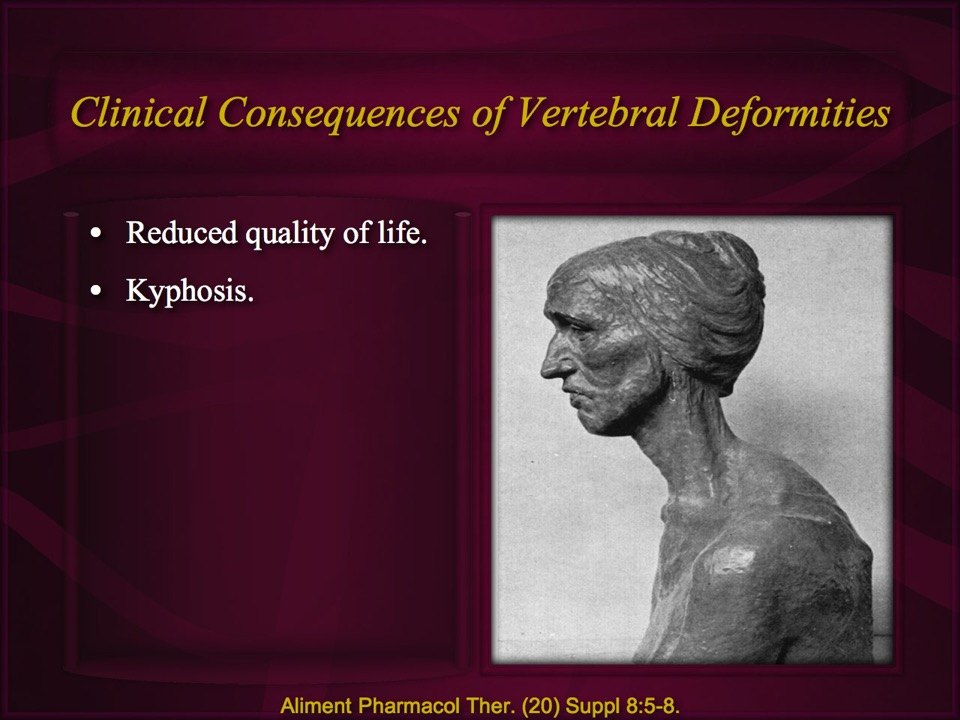 Clinical Consequences of Vertebral Deformities
• Reduced quality of life.
• Kyphosis.
Aliment Pharmacol Ther. (20) Suppl 8:5-8.